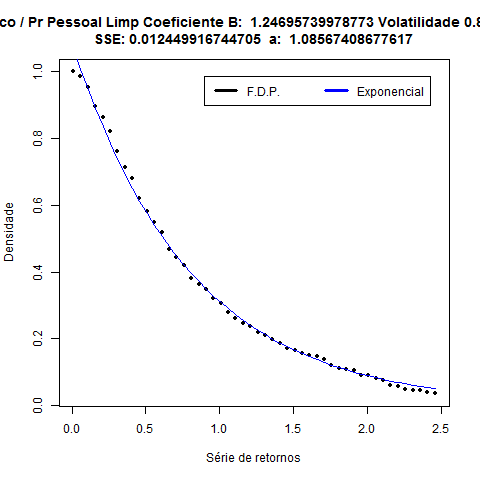 co / Pr Pessoal Limp Coeficiente B: 1.24695739978773 Volatilidade 0.8
SSE: 0.012449916744705 a: 1.08567408677617
F.D.P. Exponencial
Densidade
1.0
0.8
0.6
0.4
0.2
0.0
0.0 0.5 1.0 1.5 2.0 2.5
Série de retornos